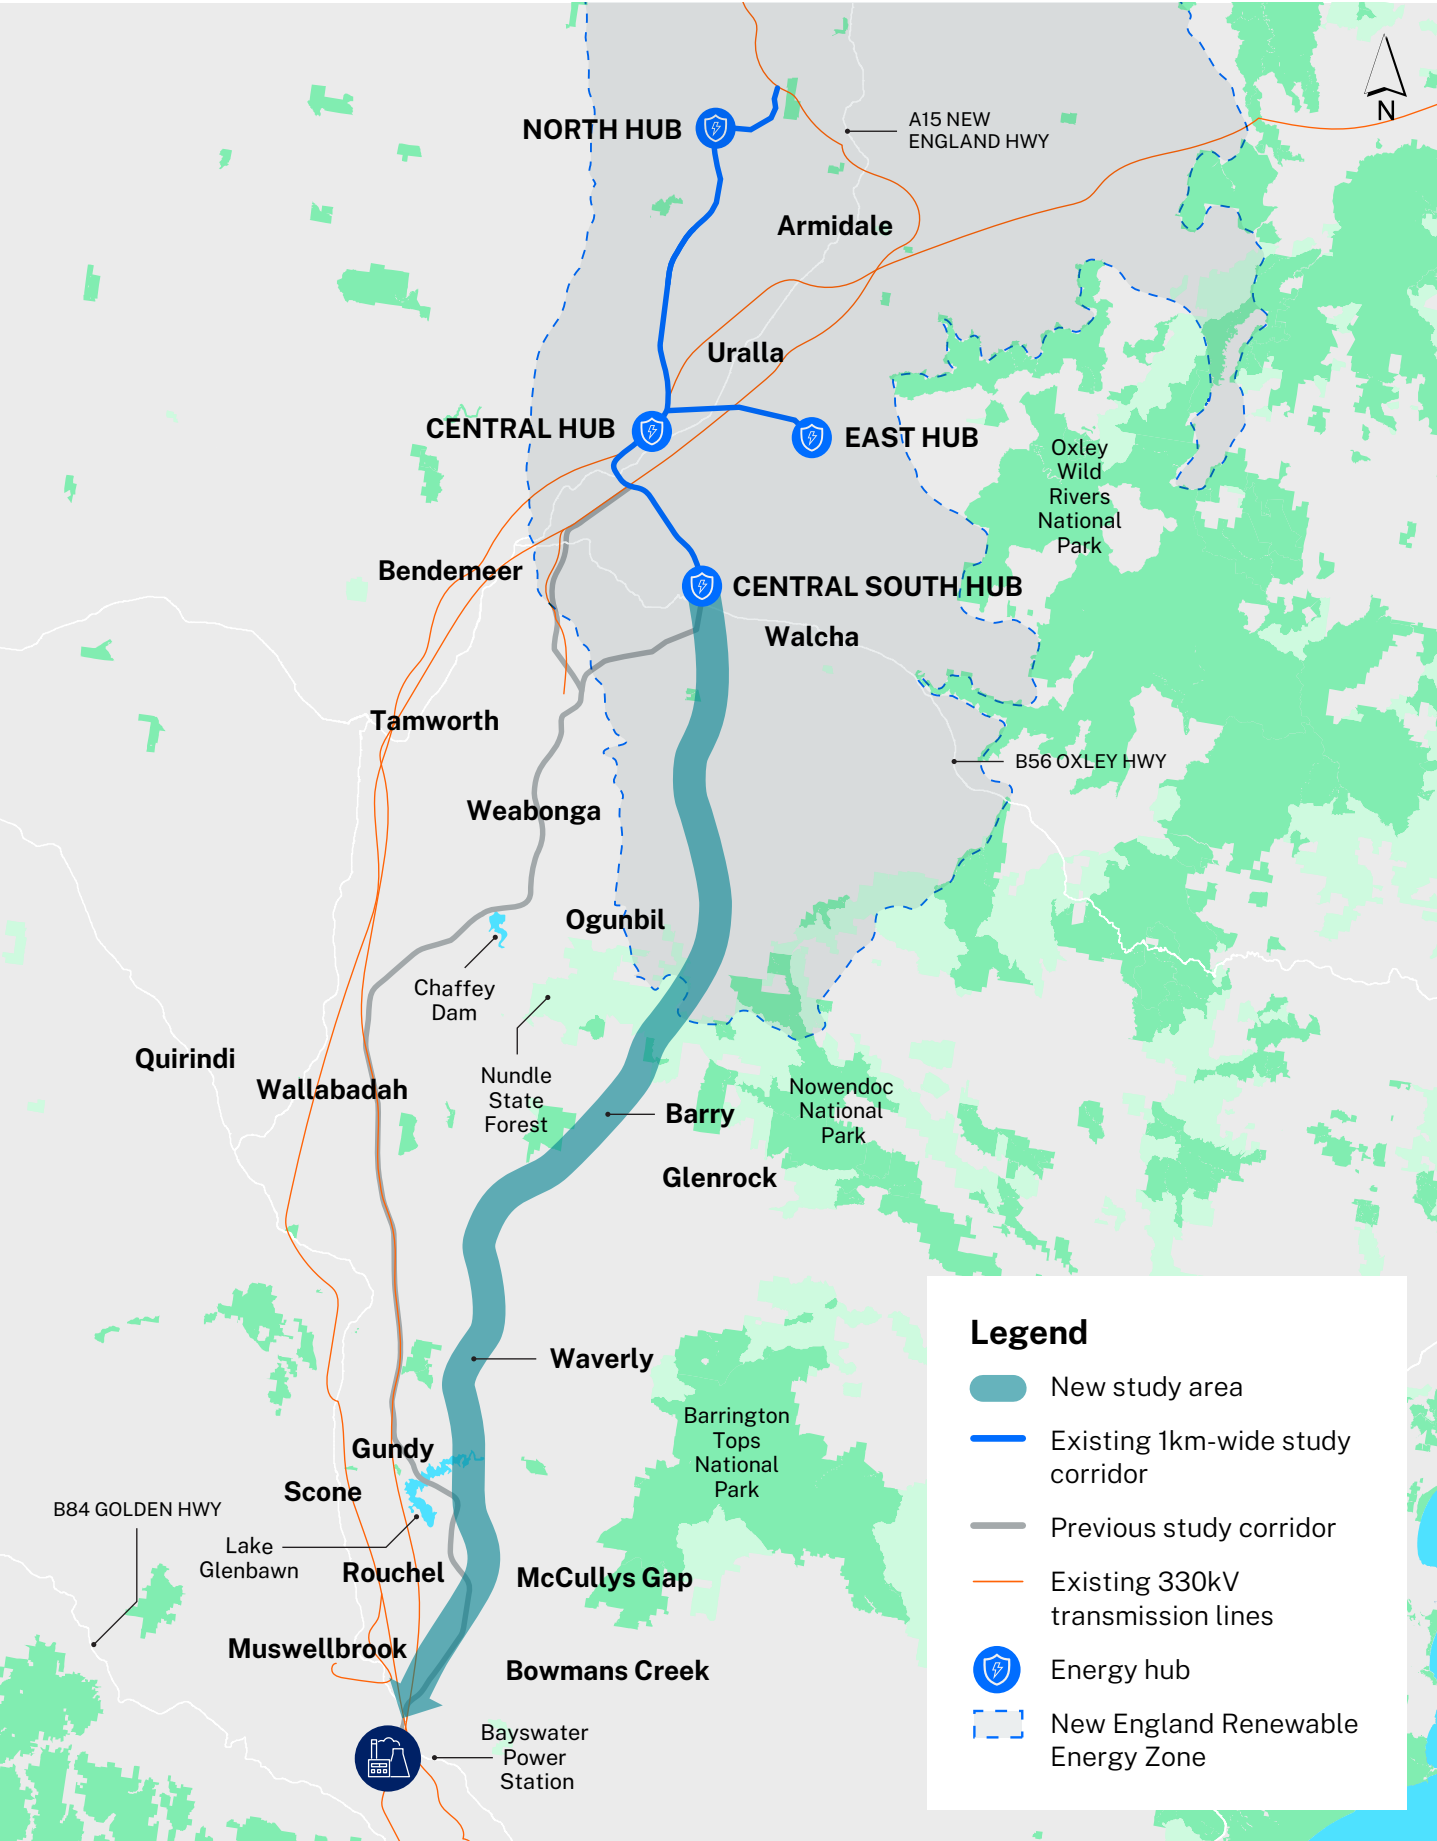 N
NORTH HUB
A15 NEW
ENGLAND HWY
Armidale
Uralla
CENTRAL HUB
EAST HUB
Oxley
Wild
Rivers
National
Park
Bendemeer
CENTRAL SOUTH HUB
Walcha
Tamworth
B56 OXLEY HWY
Weabonga
Ogunbil
Chaffey
Dam
Quirindi
Wallabadah
Nundle
State
Forest
Barry
Nowendoc
National
Park
Glenrock
Waverly
Barrington
Tops
National
Park
Gundy
Scone
B84 GOLDEN HWY
Lake
Glenbawn
Rouchel
McCullys Gap
Muswellbrook
Bowmans Creek
Bayswater
Power
Station
Legend
New study area
Existing 1km-wide study
corridor
Previous study corridor
Existing 330kV
transmission lines
Energy hub
New England Renewable
Energy Zone